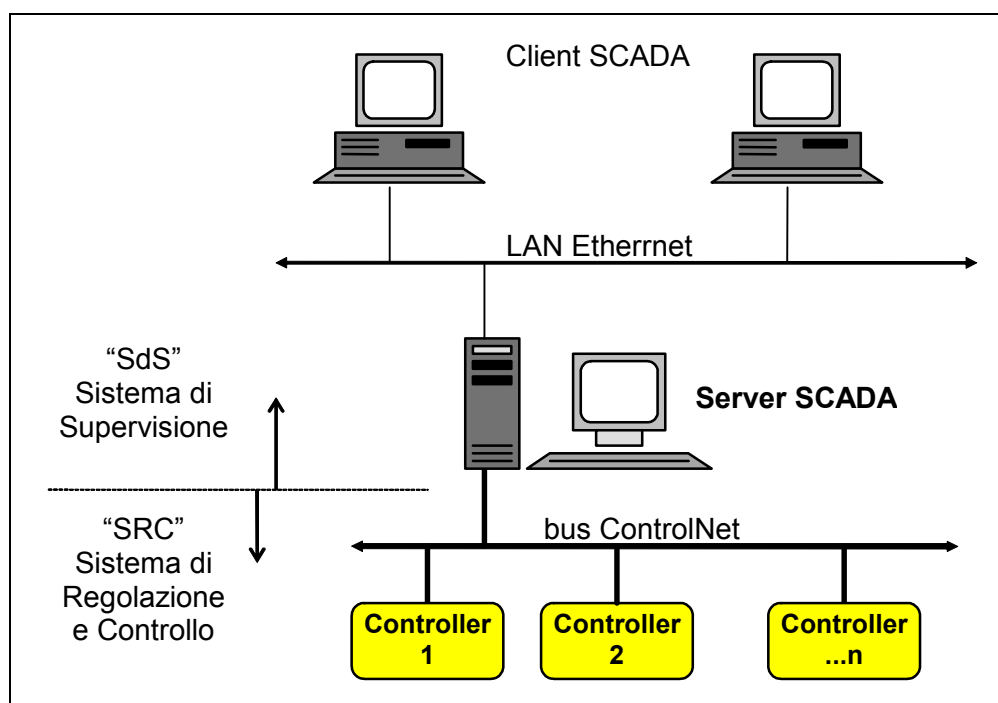 Client SCADA
LAN Etherrnet
“SdS”
Sistema di
Supervisione
Server SCADA
“SRC”
Sistema di
Regolazione
e Controllo
bus ControlNet
Controller
1
Controller
2
Controller
...n